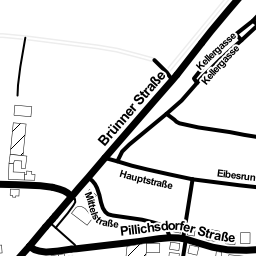 Kellergasse
Kellergasse
Brünner Straße
Hauptstraße
Eibesrun
Mittelstraße
Pillichsdorfer Straße